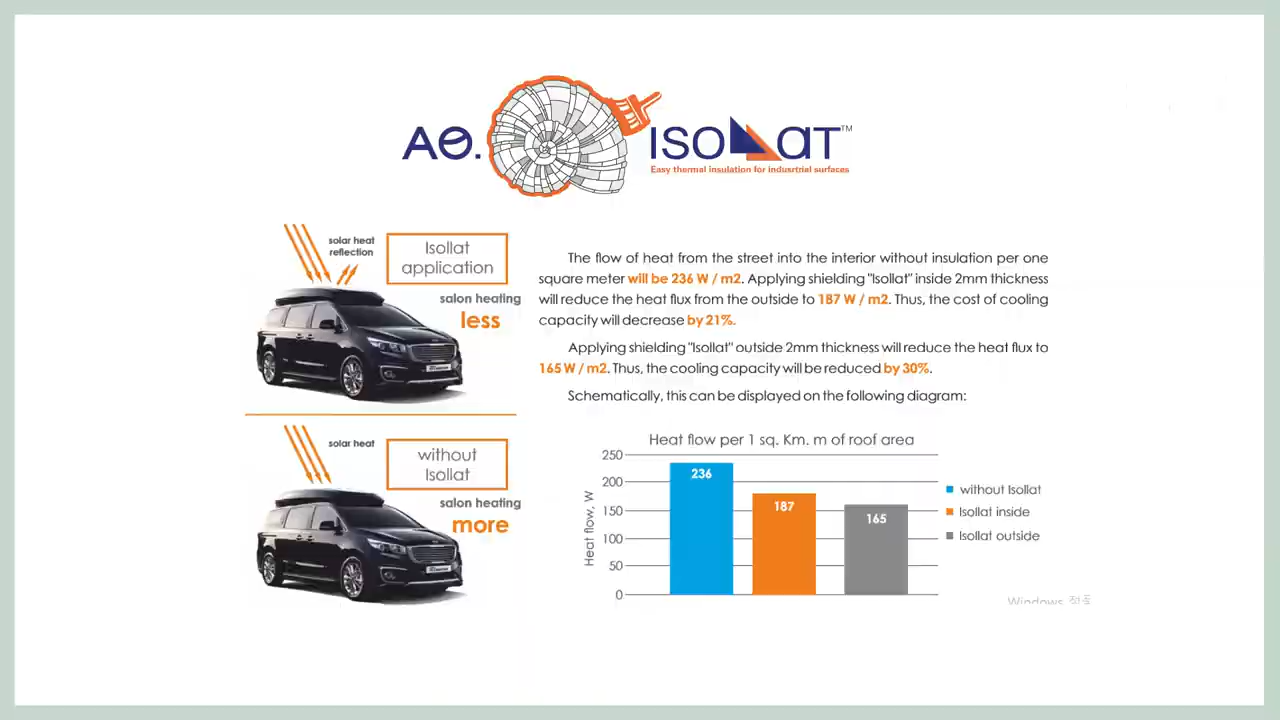 AΘ.
ISOLLAT™
Easy thermal insulation for indusrtrial surfaces
solar heat
reflection
Isollat
application
salon heating
less
solar heat
without
Isollat
salon heating
more
The flow of heat from the street into the interior without insulation per one
square meter will be 236 W / m2. Applying shielding "Isollat" inside 2mm thickness
will reduce the heat flux from the outside to 187 W / m2. Thus, the cost of cooling
capacity will decrease by 21%.
Applying shielding "Isollat" outside 2mm thickness will reduce the heat flux to
165 W / m2. Thus, the cooling capacity will be reduced by 30%.
Schematically, this can be displayed on the following diagram:
Heat flow per 1 sq. Km. m of roof area
Heat flow, W
250
200
150
100
50
0
236
187
165
without Isollat
Isollat inside
Isollat outside
Windows